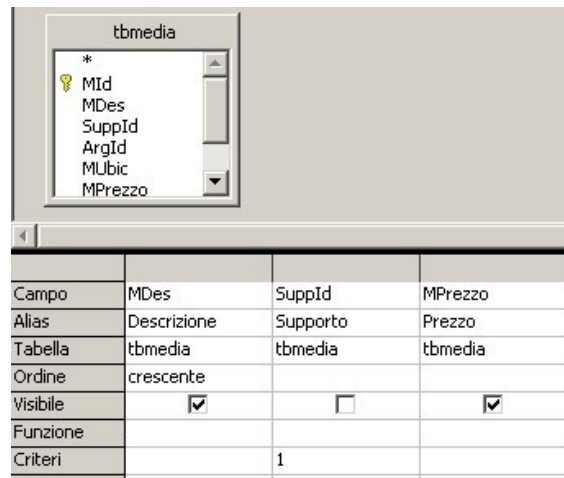 tbmedia
*
MId
MDes
SuppId
ArgId
MUbic
MPrezzo
Campo MDes SuppId MPrezzo
Alias Descrizione Supporto Prezzo
Tabella tbmedia tbmedia tbmedia
Ordine crescente
Visibile
Funzione
Criteri 1